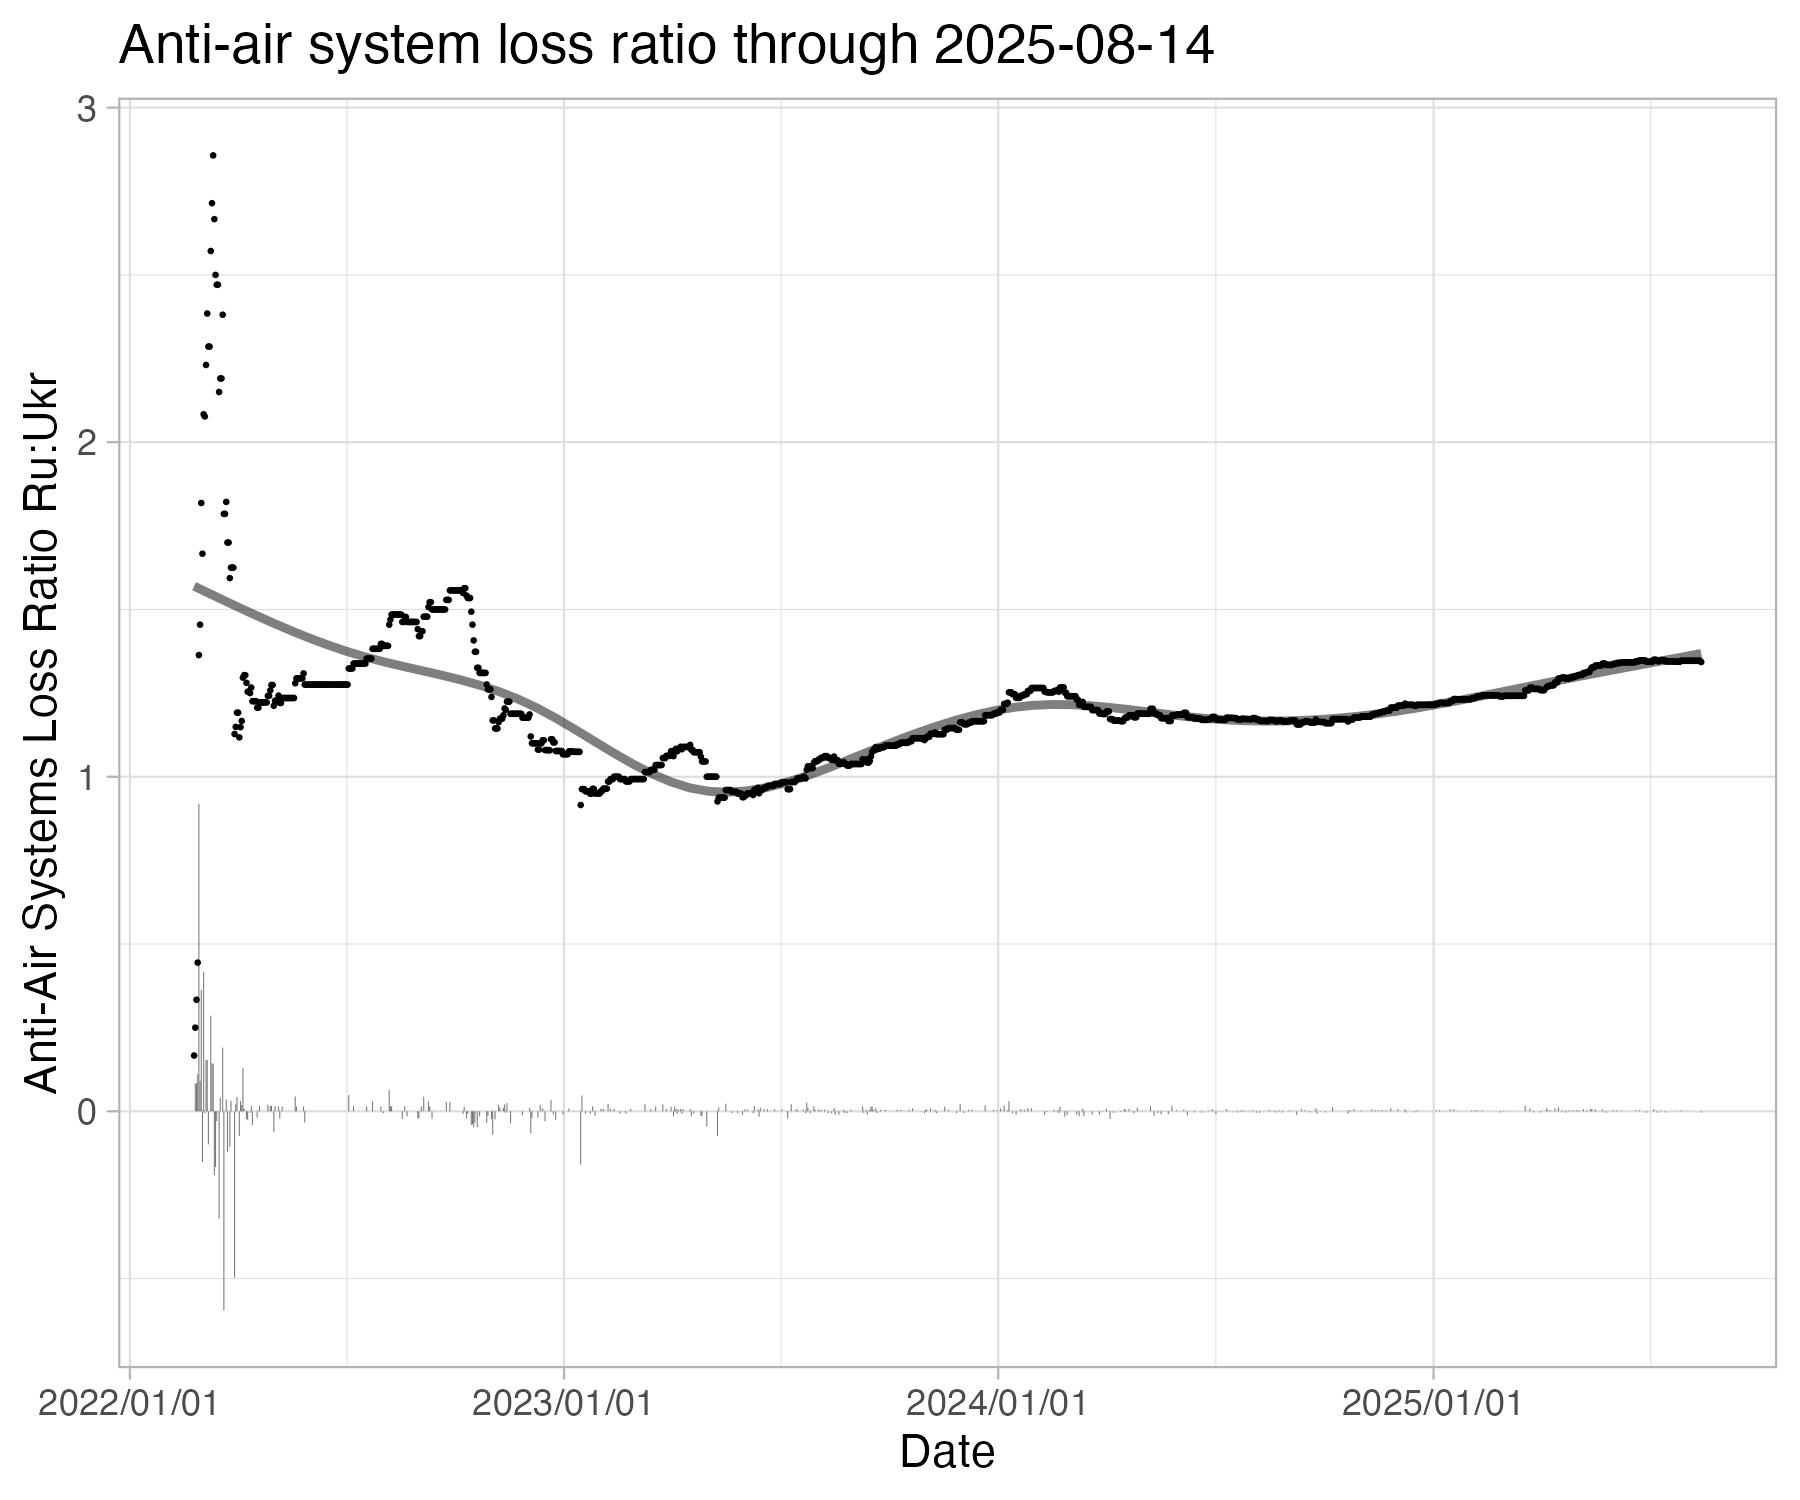 Anti-air system loss ratio through 2025-08-14
Anti-Air Systems Loss Ratio Ru:Ukr
3
2
1
0
2022/01/01
2023/01/01
2024/01/01
2025/01/01
Date